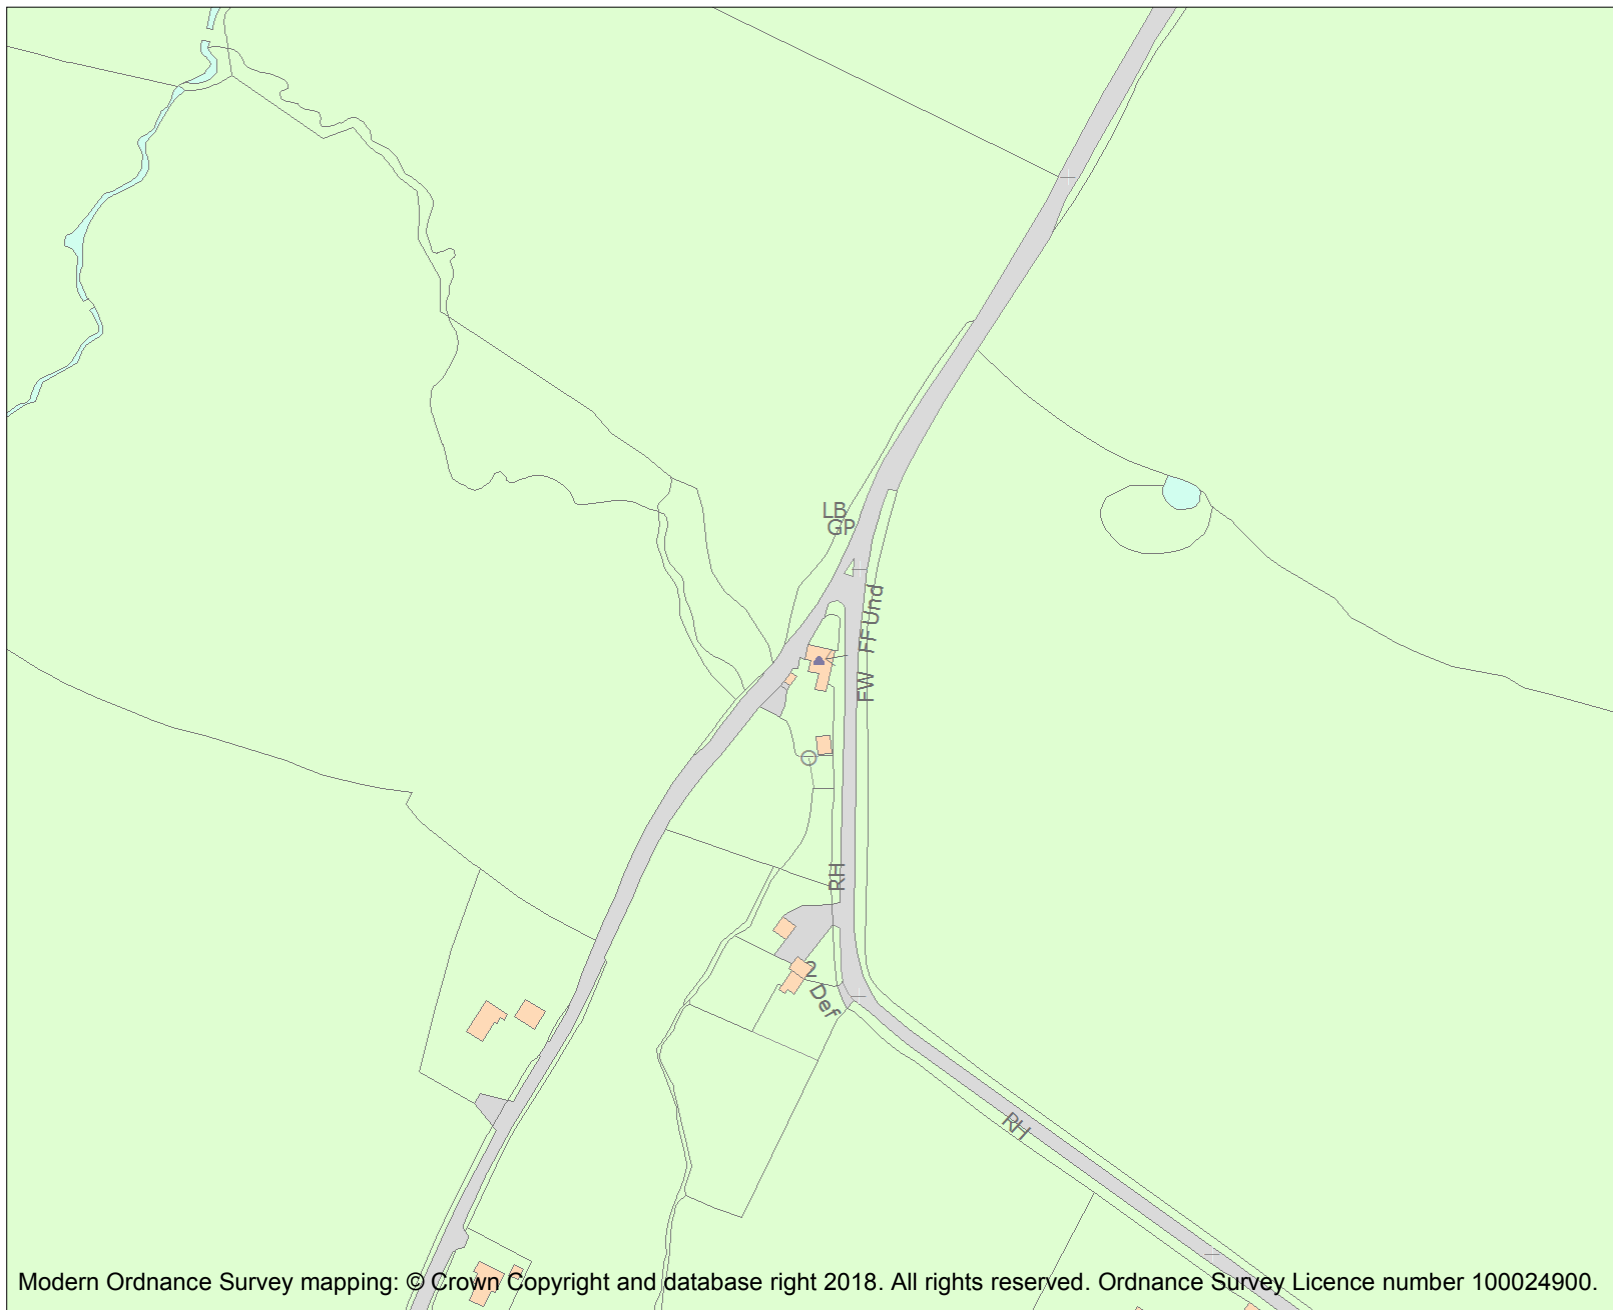 LB
GP
FF Und
FW
RH
2
Def
RH
Modern Ordnance Survey mapping: © Crown Copyright and database right 2018. All rights reserved. Ordnance Survey Licence number 100024900.